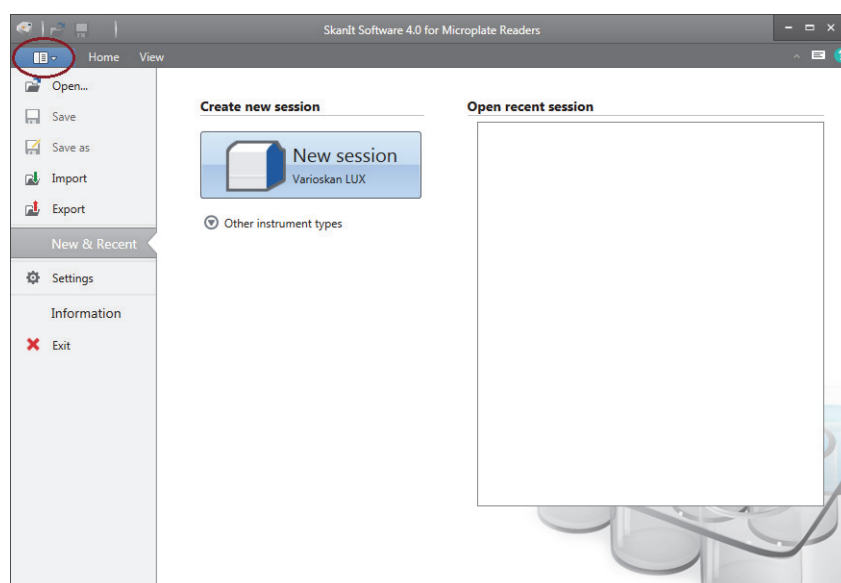 SkanIt Software 4.0 for Microplate Readers
Home View
Open...
Save
Save as
Import
Export
New & Recent
Settings
Information
Exit
Create new session
New session
Varioskan LUX
Other instrument types
Open recent session